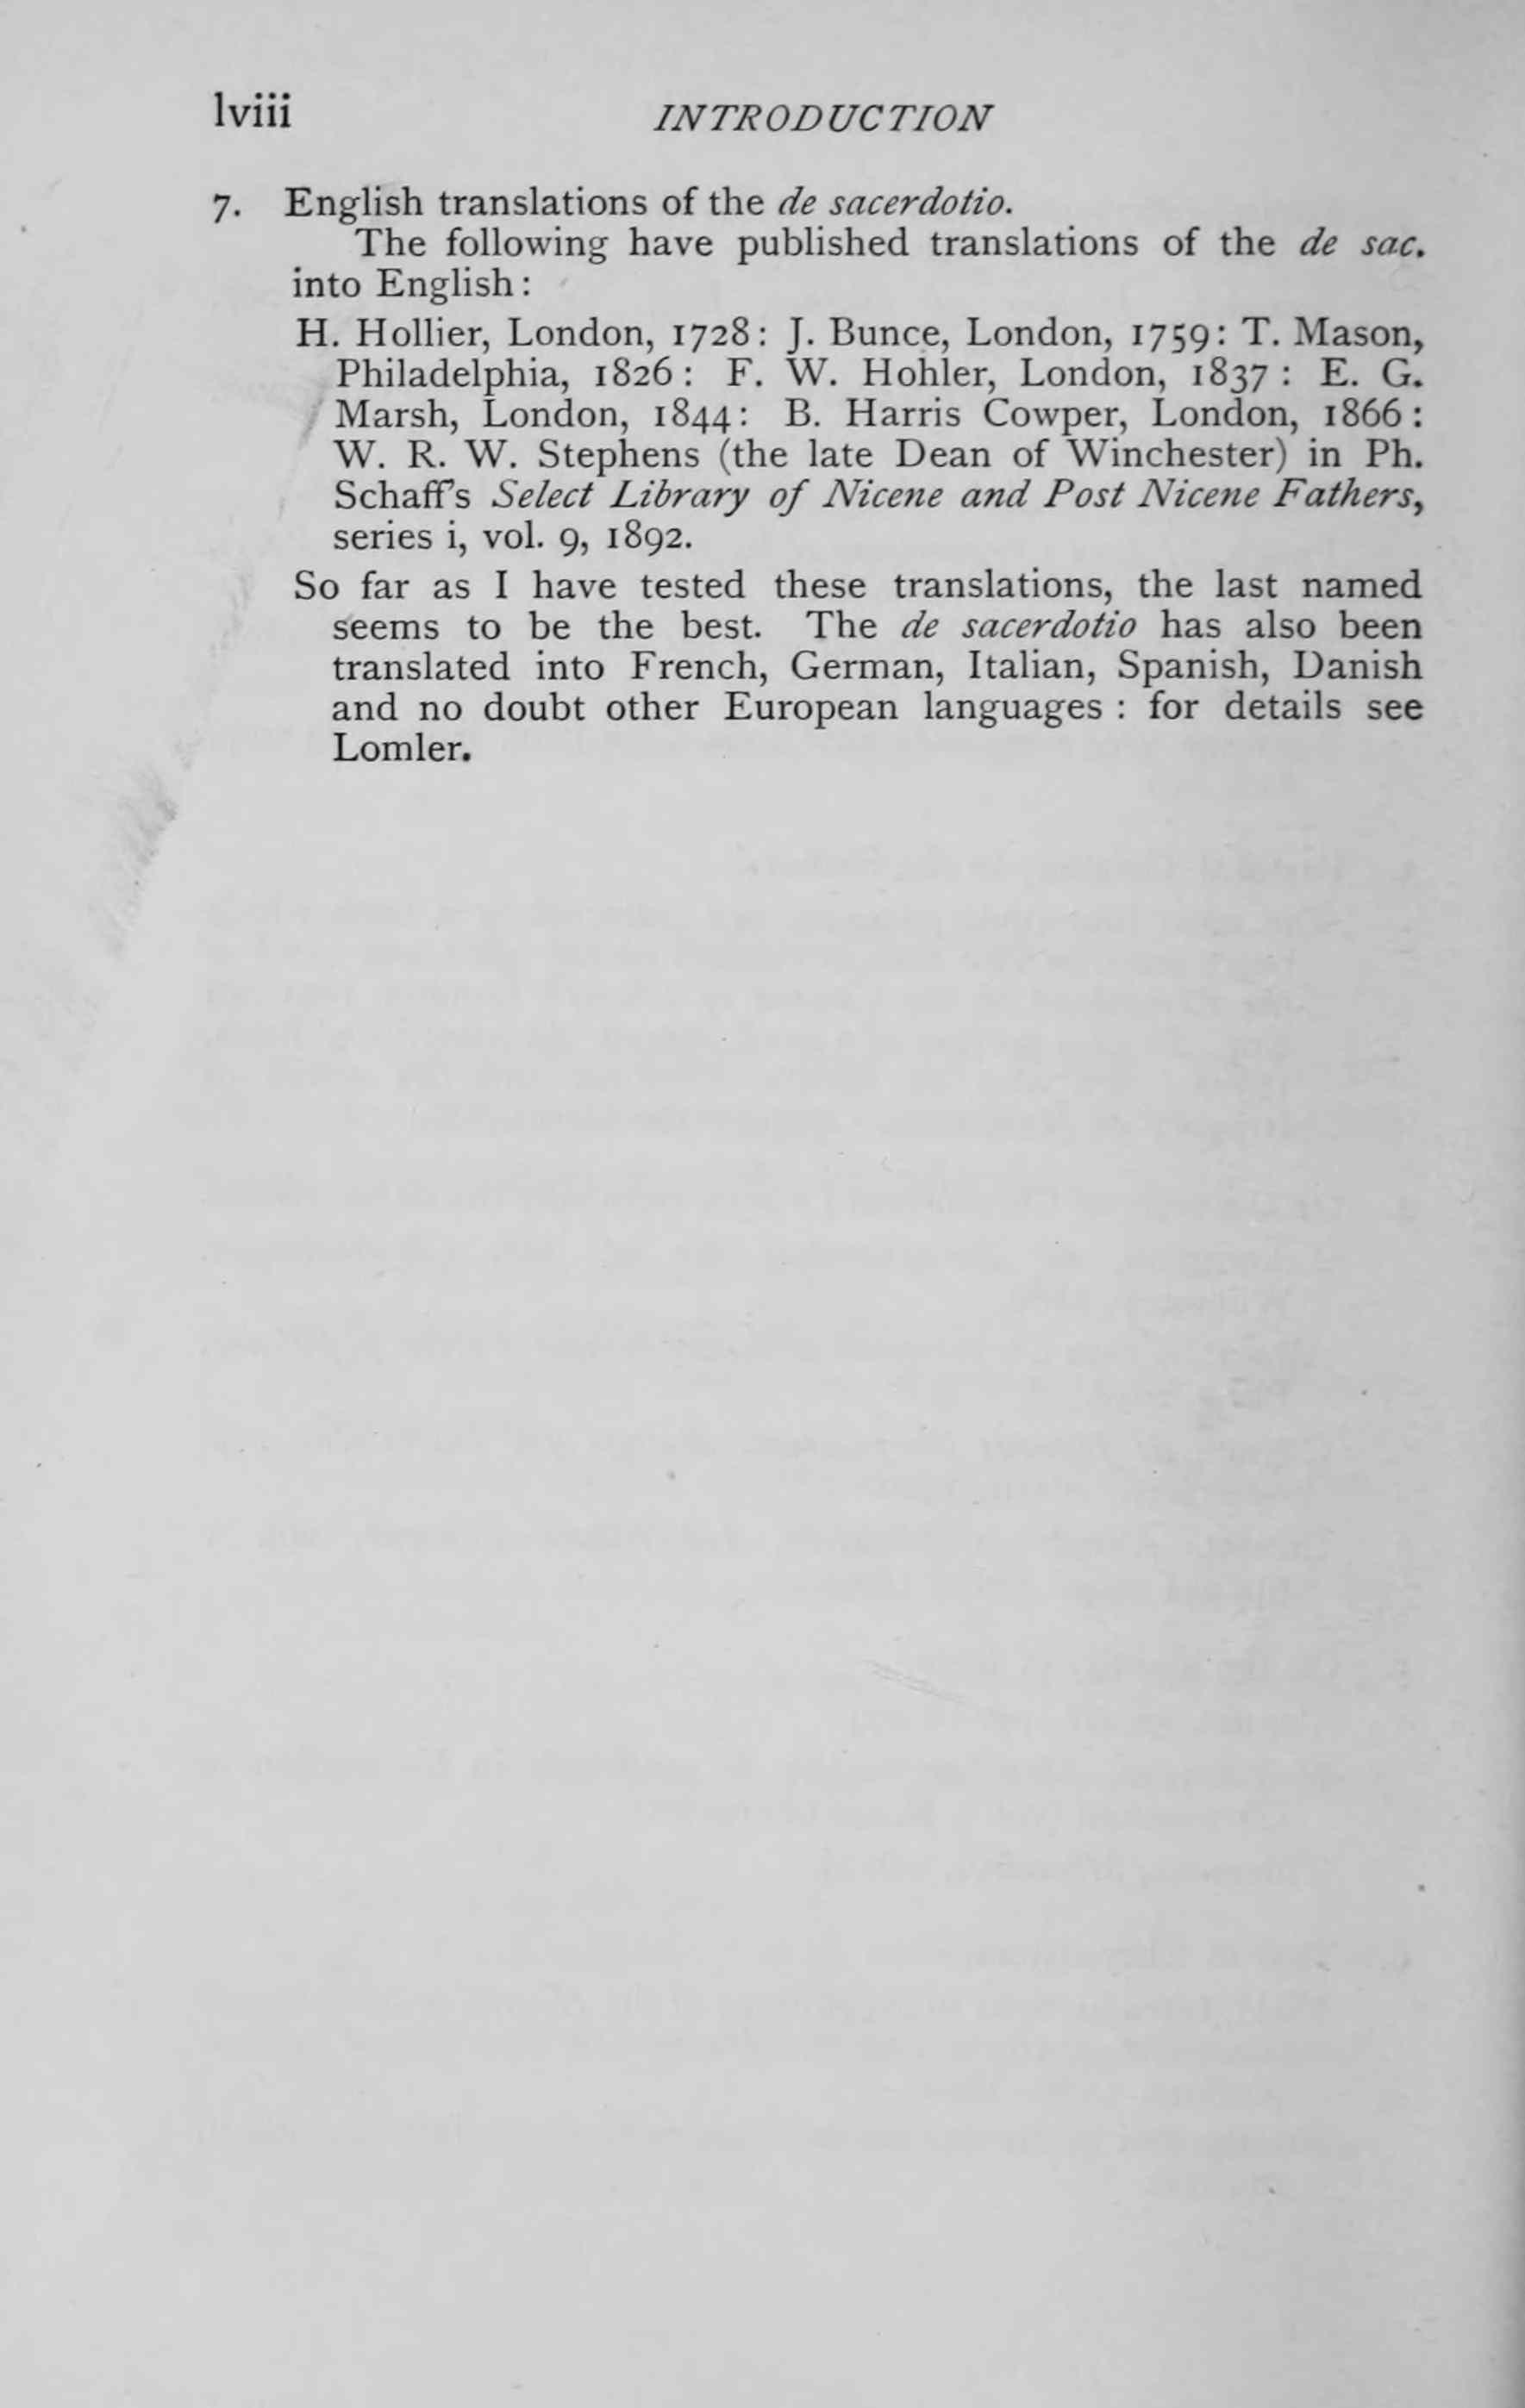 lviii INTRODUCTION
7. English translations of the de sacerdotio.
The following have published translations of the de sac.
into English:
H. Hollier, London, 1728: J. Bunce, London, 1759: T. Mason,
Philadelphia, 1826: F. W. Hohler, London, 1837: E. G.
Marsh, London, 1844: B. Harris Cowper, London, 1866:
W. R. W. Stephens (the late Dean of Winchester) in Ph.
Schaff's Select Library of Nicene and Post Nicene Fathers,
series i, vol. 9, 1892.
So far as I have tested these translations, the last named
seems to be the best. The de sacerdotio has also been
translated into French, German, Italian, Spanish, Danish
and no doubt other European languages : for details see
Lomler.